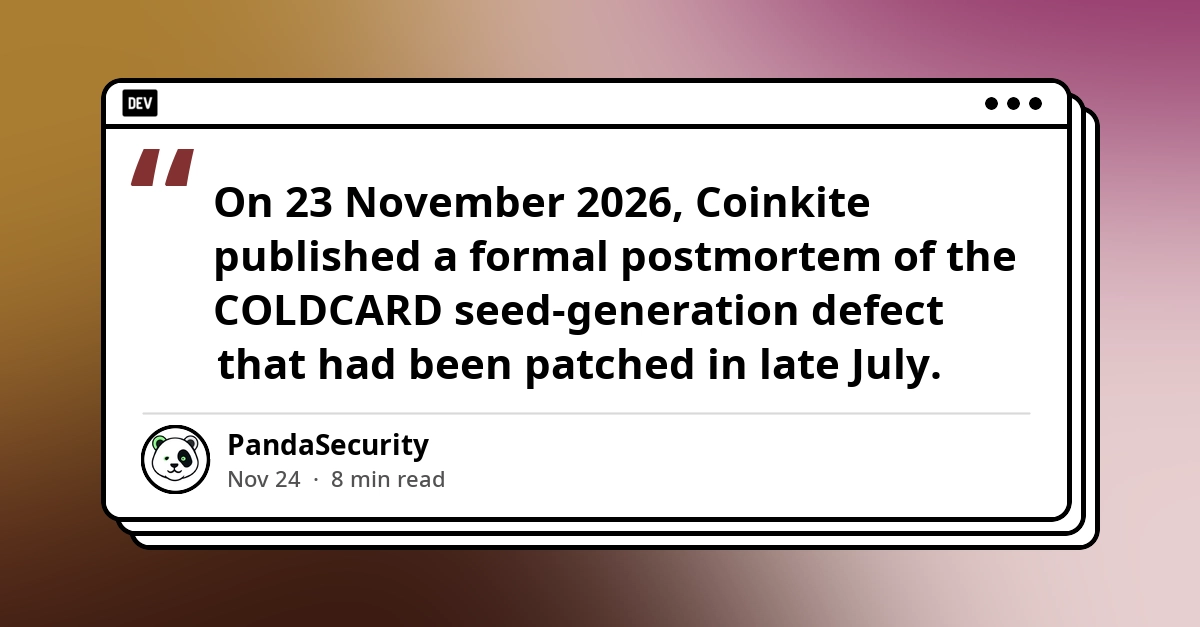 DEV
“
On 23 November 2026, Coinkite
published a formal postmortem of the
COLDCARD seed-generation defect
that had been patched in late July.
PandaSecurity
Nov 24 · 8 min read